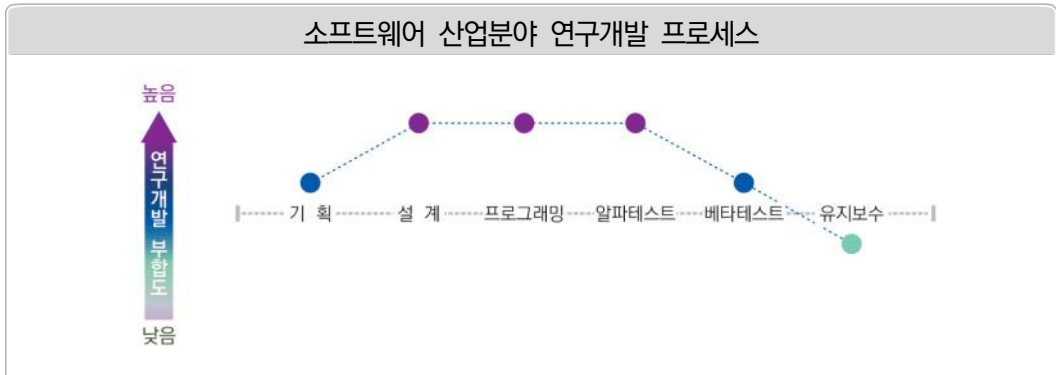 소프트웨어 산업분야 연구개발 프로세스
높음
연구개발 부합도
기 획 설 계 프로그래밍 알파테스트 베타테스트 유지보수
낮음